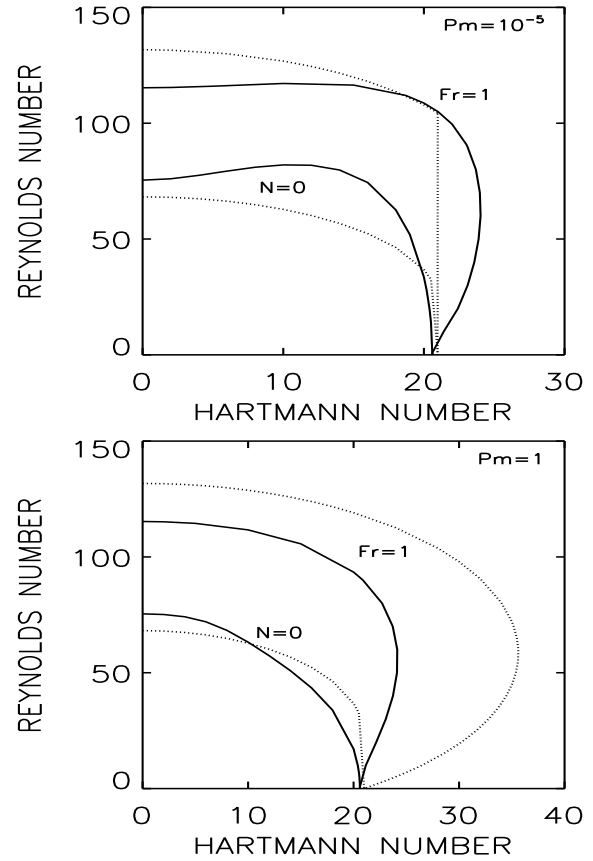 150
Pm=10⁻⁵
Fr=1
100
N=0
50
0
0 10 20 30
HARTMANN NUMBER
REYNOLDS NUMBER
150
Pm=1
Fr=1
100
N=0
50
0
0 10 20 30 40
HARTMANN NUMBER
REYNOLDS NUMBER